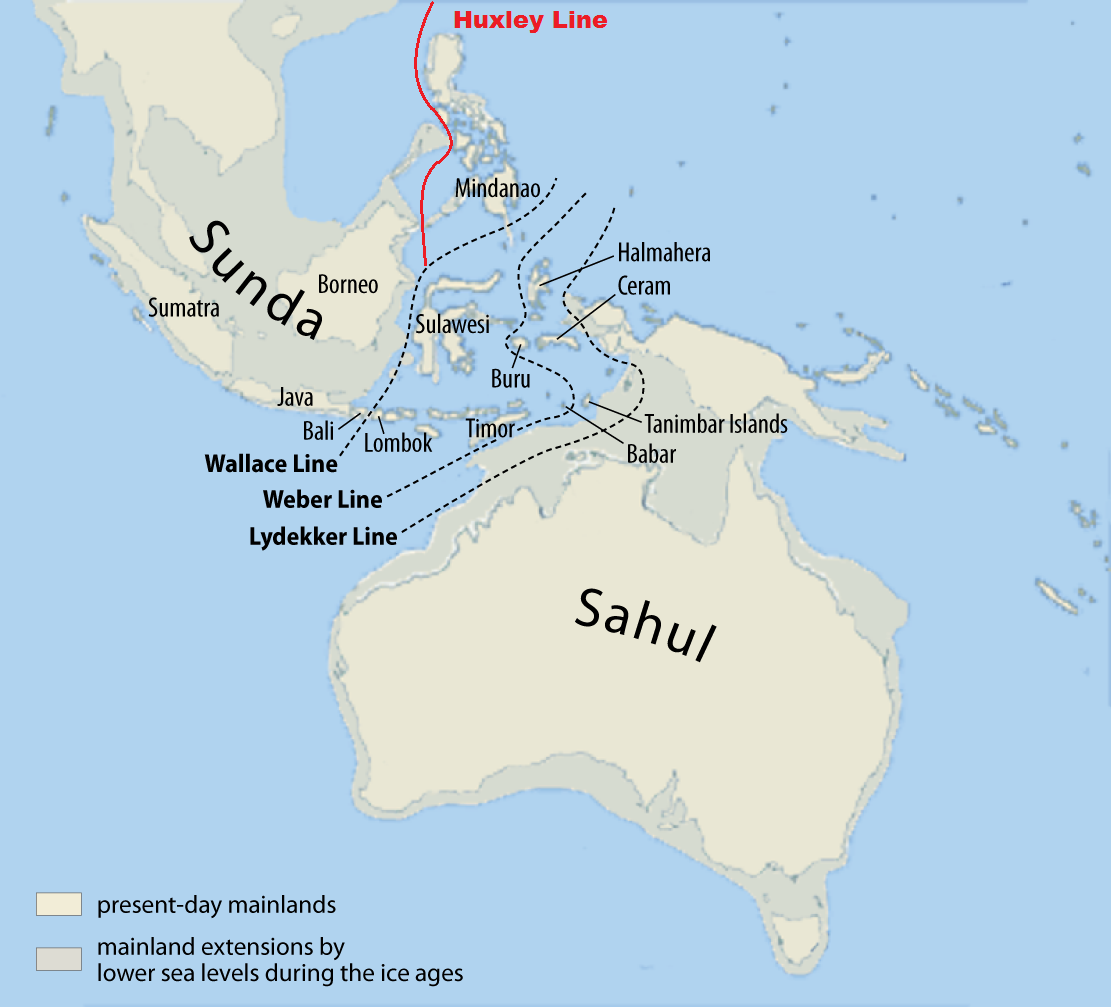 Huxley Line
Mindanao
Halmahera
Ceram
Sunda
Borneo
Sumatra
Sulawesi
Buru
Java
Bali
Lombok
Timor
Tanimbar Islands
Babar
Wallace Line
Weber Line
Lydekker Line
Sahul
present-day mainlands
mainland extensions by
lower sea levels during the ice ages